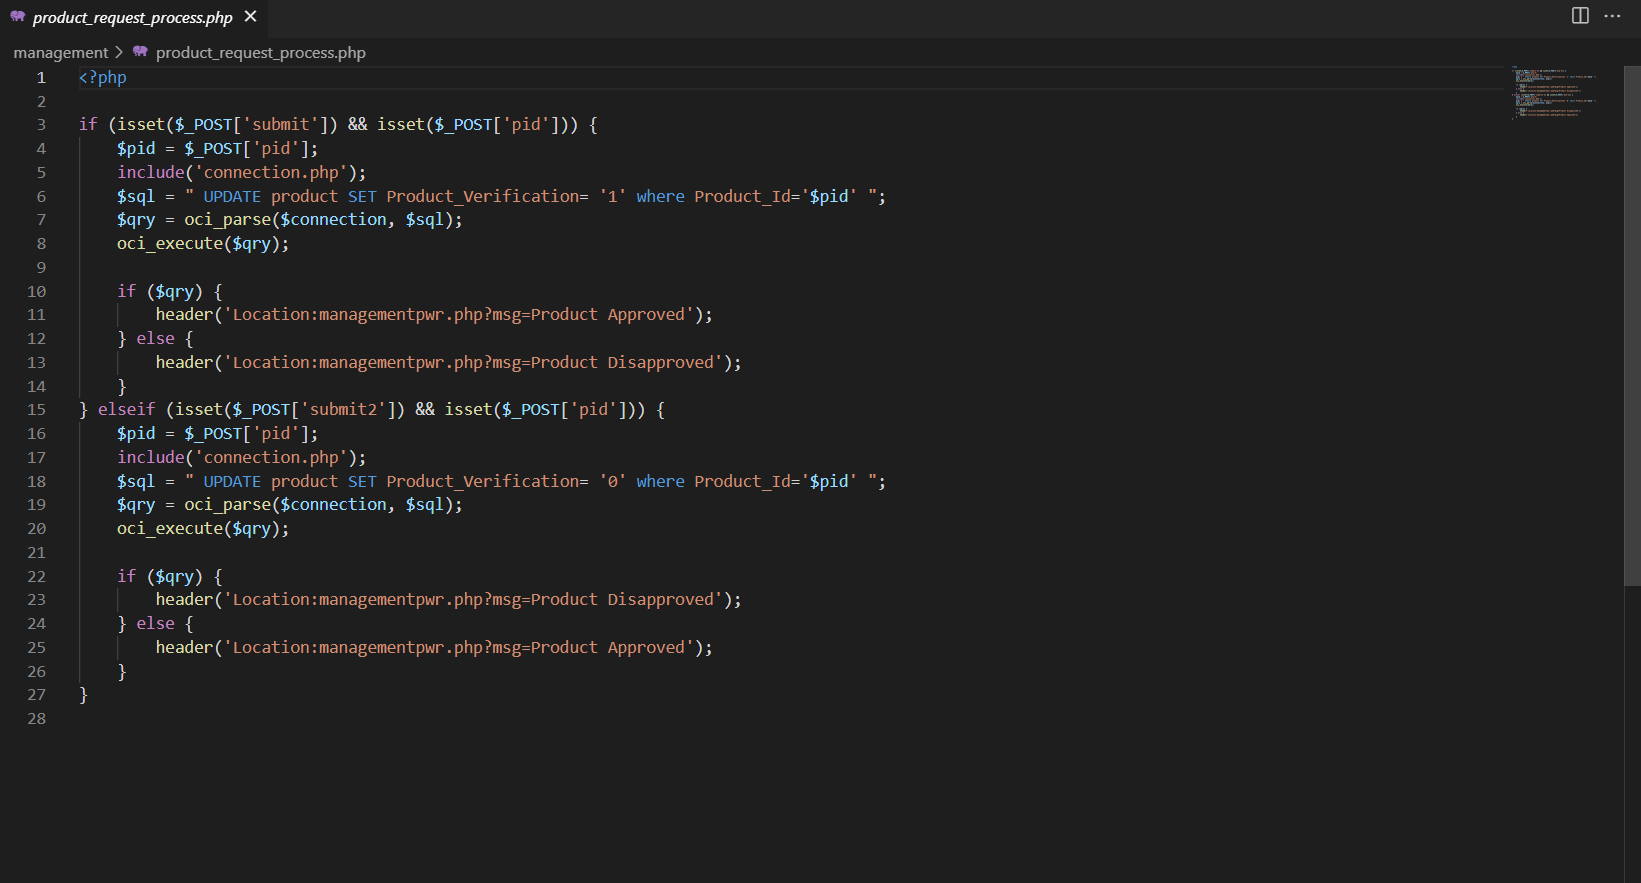 product_request_process.php
management > product_request_process.php
1 <?php
2
3 if (isset($_POST['submit']) && isset($_POST['pid'])) {
4     $pid = $_POST['pid'];
5     include('connection.php');
6     $sql = " UPDATE product SET Product_Verification= '1' where Product_Id='$pid' ";
7     $qry = oci_parse($connection, $sql);
8     oci_execute($qry);
9
10     if ($qry) {
11         header('Location:managementpwr.php?msg=Product Approved');
12     } else {
13         header('Location:managementpwr.php?msg=Product Disapproved');
14     }
15 } elseif (isset($_POST['submit2']) && isset($_POST['pid'])) {
16     $pid = $_POST['pid'];
17     include('connection.php');
18     $sql = " UPDATE product SET Product_Verification= '0' where Product_Id='$pid' ";
19     $qry = oci_parse($connection, $sql);
20     oci_execute($qry);
21
22     if ($qry) {
23         header('Location:managementpwr.php?msg=Product Disapproved');
24     } else {
25         header('Location:managementpwr.php?msg=Product Approved');
26     }
27 }
28